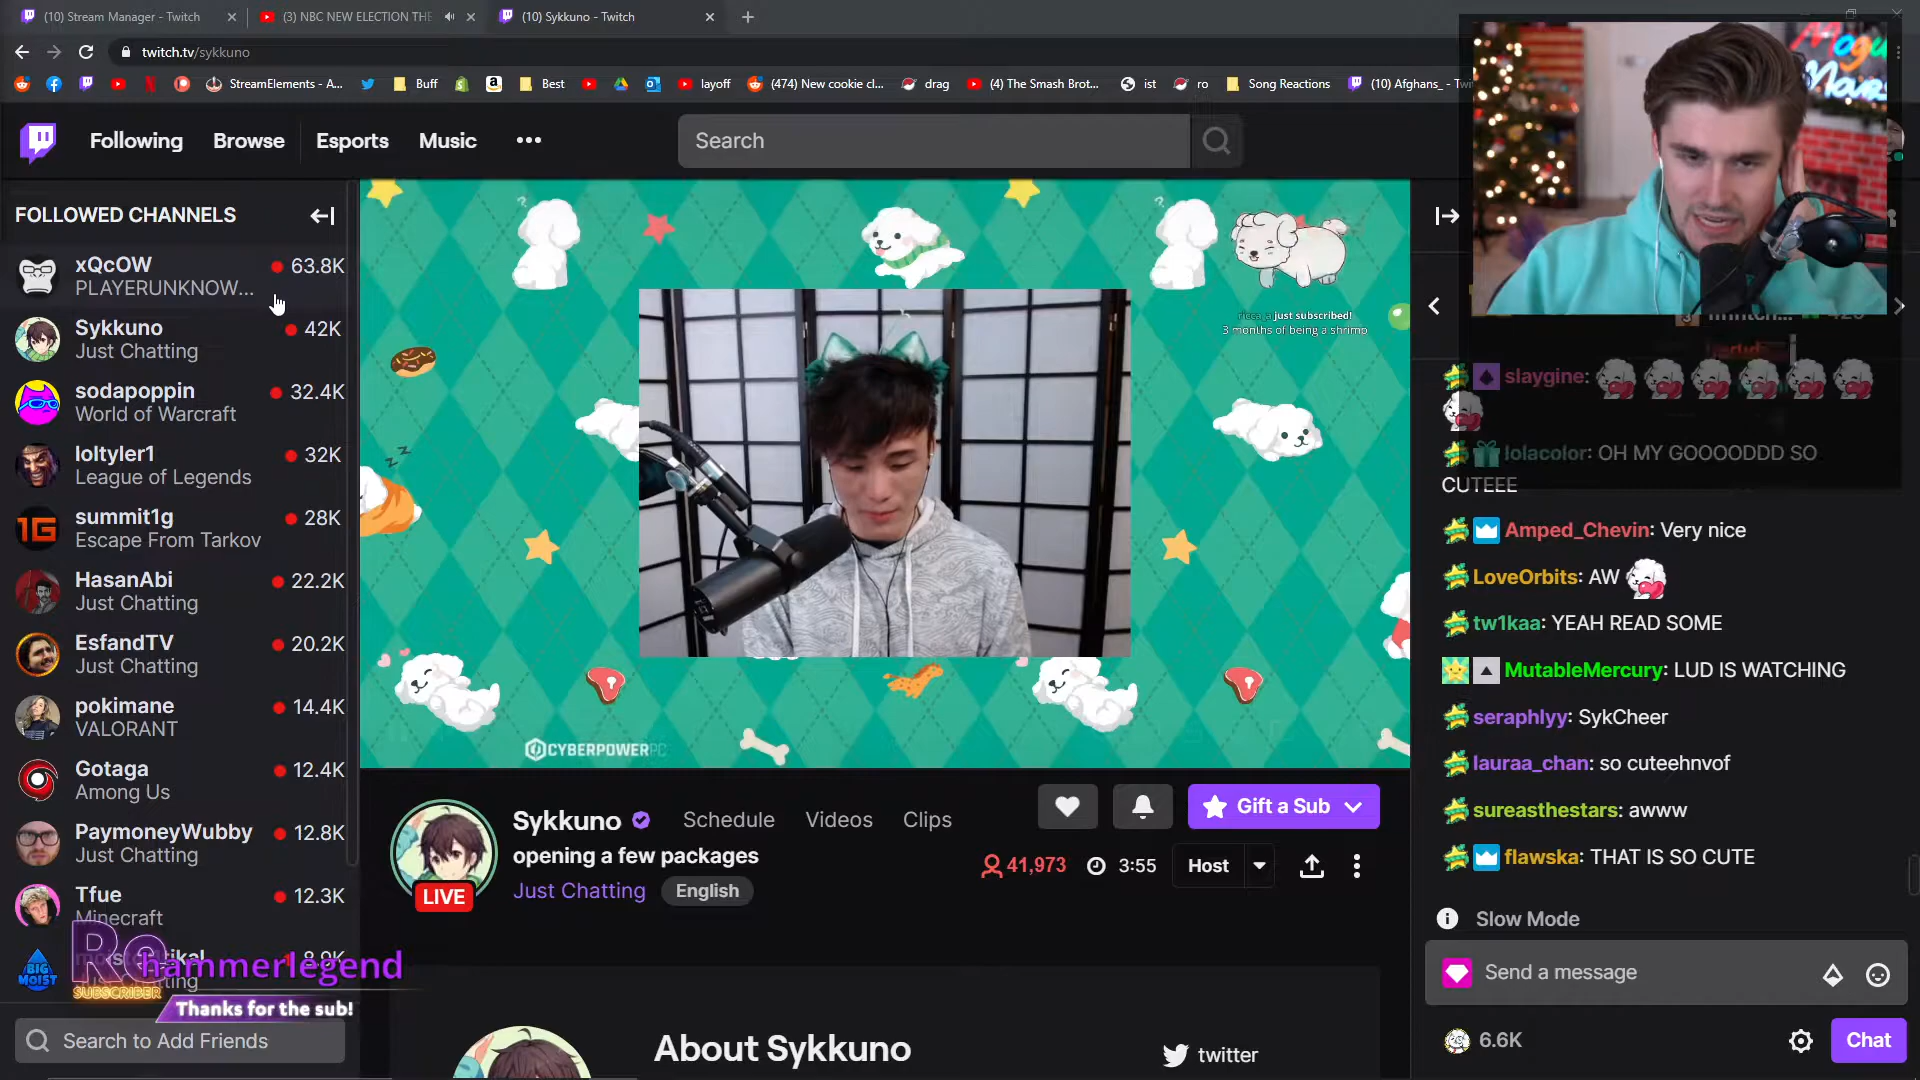 (10) Stream Manager - Twitch
(3) NBC NEW ELECTION THE
(10) Sykkuno - Twitch
twitch.tv/sykkuno
StreamElements - A...
Buff
Best
layoff
(474) New cookie cl...
drag
(4) The Smash Brot...
ist
ro
Song Reactions
(10) Afghans_ - Tw
Following
Browse
Esports
Music
Search
FOLLOWED CHANNELS
xQcOW
63.8K
PLAYERUNKNOW...
Sykkuno
42K
Just Chatting
sodapoppin
32.4K
World of Warcraft
loltyler1
32K
League of Legends
summit1g
28K
Escape From Tarkov
HasanAbi
22.2K
Just Chatting
EsfandTV
20.2K
Just Chatting
pokimane
14.4K
VALORANT
Gotaga
12.4K
Among Us
PaymoneyWubby
12.8K
Just Chatting
Tfue
12.3K
Minecraft
BIG MOIST
hammerlegend
SUBSCRIBER
Thanks for the sub!
Search to Add Friends
just subscribed!
3 months of being a shrimp
CYBERPOWERPC
LIVE
Sykkuno
Schedule
Videos
Clips
Gift a Sub
opening a few packages
41,973
3:55
Host
Just Chatting
English
About Sykkuno
twitter
slaygine:
lolacolor: OH MY GOOOODDD SO
CUTEEE
Amped_Chevin: Very nice
LoveOrbits: AW
tw1kaa: YEAH READ SOME
MutableMercury: LUD IS WATCHING
seraphlyy: SykCheer
lauraa_chan: so cuteehnvof
sureasthestars: awww
flawska: THAT IS SO CUTE
Slow Mode
Send a message
6.6K
Chat